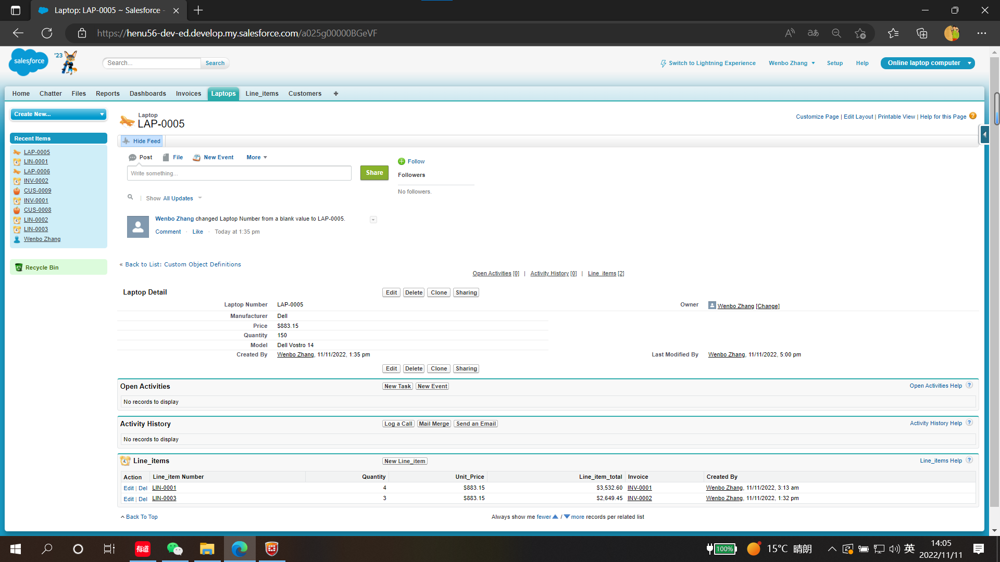 Laptop: LAP-0005 ~ Salesforce -
https://henu56-dev-ed.develop.my.salesforce.com/a025g00000BGeVF
salesforce '23
Search... Search
Switch to Lightning Experience Wenbo Zhang Setup Help Online laptop computer
Home Chatter Files Reports Dashboards Invoices Laptops Line_items Customers +
Create New...
Recent Items
LAP-0005
LIN-0001
LAP-0006
INV-0002
CUS-0009
INV-0001
CUS-0008
LIN-0002
LIN-0003
Wenbo Zhang
Recycle Bin
Laptop
LAP-0005
Customize Page | Edit Layout | Printable View | Help for this Page
Hide Feed
Post File New Event More
Write something... Share
Follow
Followers
No followers.
Show All Updates
Wenbo Zhang changed Laptop Number from a blank value to LAP-0005.
Comment · Like · Today at 1:35 pm
« Back to List: Custom Object Definitions
Open Activities [0] | Activity History [0] | Line_items [2]
Laptop Detail Edit Delete Clone Sharing
Laptop Number LAP-0005 Owner Wenbo Zhang [Change]
Manufacturer Dell
Price $883.15
Quantity 150
Model Dell Vostro 14
Created By Wenbo Zhang, 11/11/2022, 1:35 pm Last Modified By Wenbo Zhang, 11/11/2022, 5:00 pm
Edit Delete Clone Sharing
Open Activities New Task New Event Open Activities Help ?
No records to display
Activity History Log a Call Mail Merge Send an Email Activity History Help ?
No records to display
Line_items New Line_item Line_items Help ?
Action Line_item Number Quantity Unit_Price Line_item_total Invoice Created By
Edit | Del LIN-0001 4 $883.15 $3,532.60 INV-0001 Wenbo Zhang, 11/11/2022, 3:13 am
Edit | Del LIN-0003 3 $883.15 $2,649.45 INV-0002 Wenbo Zhang, 11/11/2022, 1:32 pm
^ Back To Top Always show me fewer / more records per related list
有道 100% 15°C 晴朗 英 14:05
2022/11/11